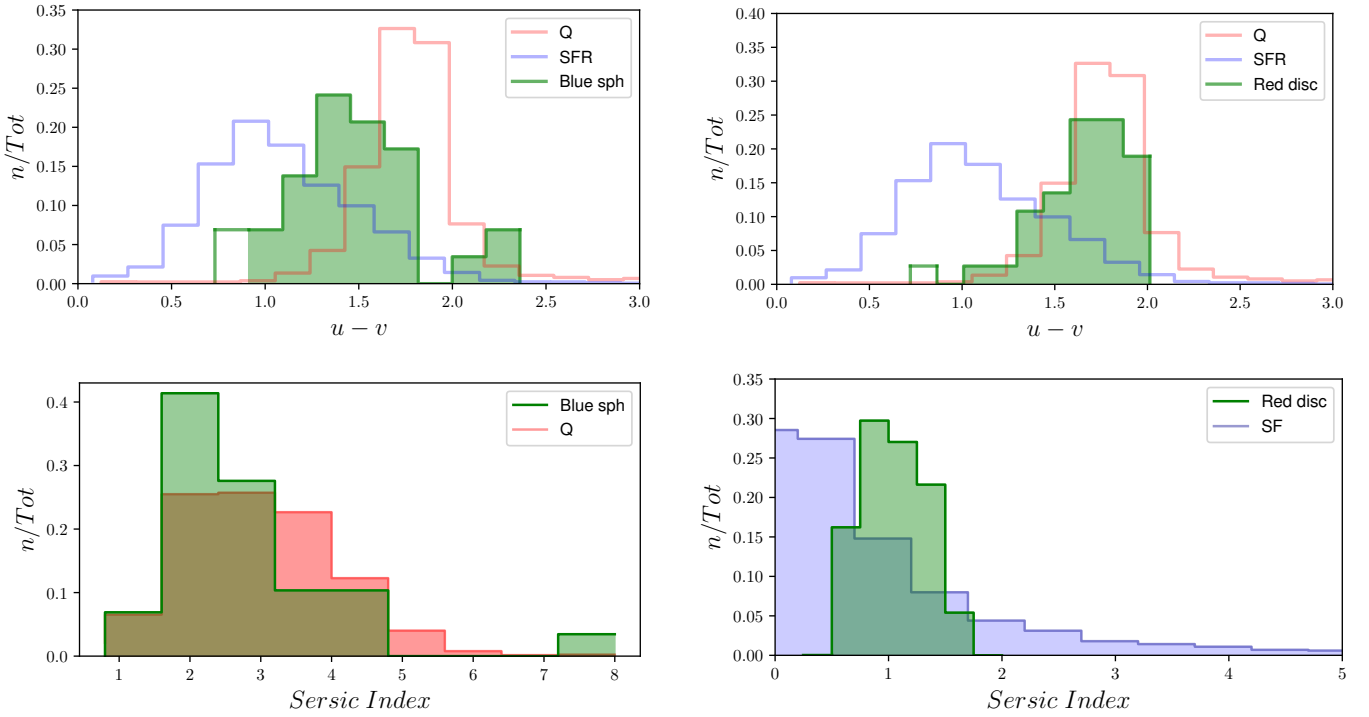 0.35
0.30
0.25
0.20
0.15
0.10
0.05
0.00
n/Tot
0.0 0.5 1.0 1.5 2.0 2.5 3.0
u − v
Q
SFR
Blue sph
0.40
0.35
0.30
0.25
0.20
0.15
0.10
0.05
0.00
n/Tot
0.0 0.5 1.0 1.5 2.0 2.5 3.0
u − v
Q
SFR
Red disc
0.4
0.3
0.2
0.1
0.0
n/Tot
1 2 3 4 5 6 7 8
Sersic Index
Blue sph
Q
0.35
0.30
0.25
0.20
0.15
0.10
0.05
0.00
n/Tot
0 1 2 3 4 5
Sersic Index
Red disc
SF